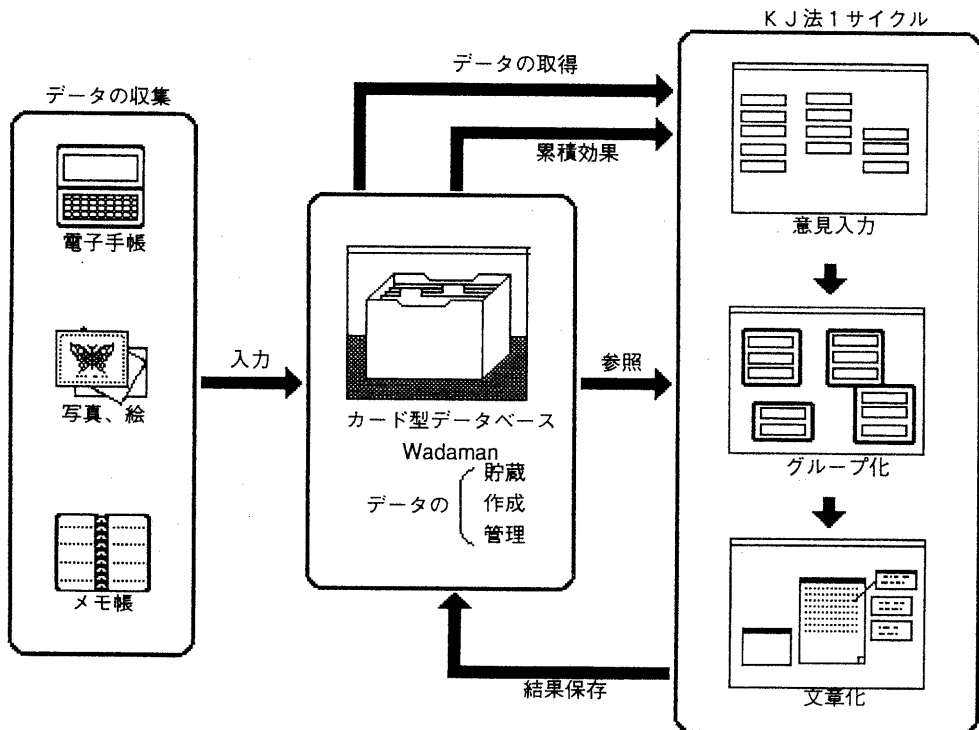 KJ法1サイクル
データの収集
電子手帳
写真、絵
メモ帳
入力
データの取得
累積効果
カード型データベース
Wadaman
データの
貯蔵
作成
管理
参照
結果保存
意見入力
グループ化
文章化